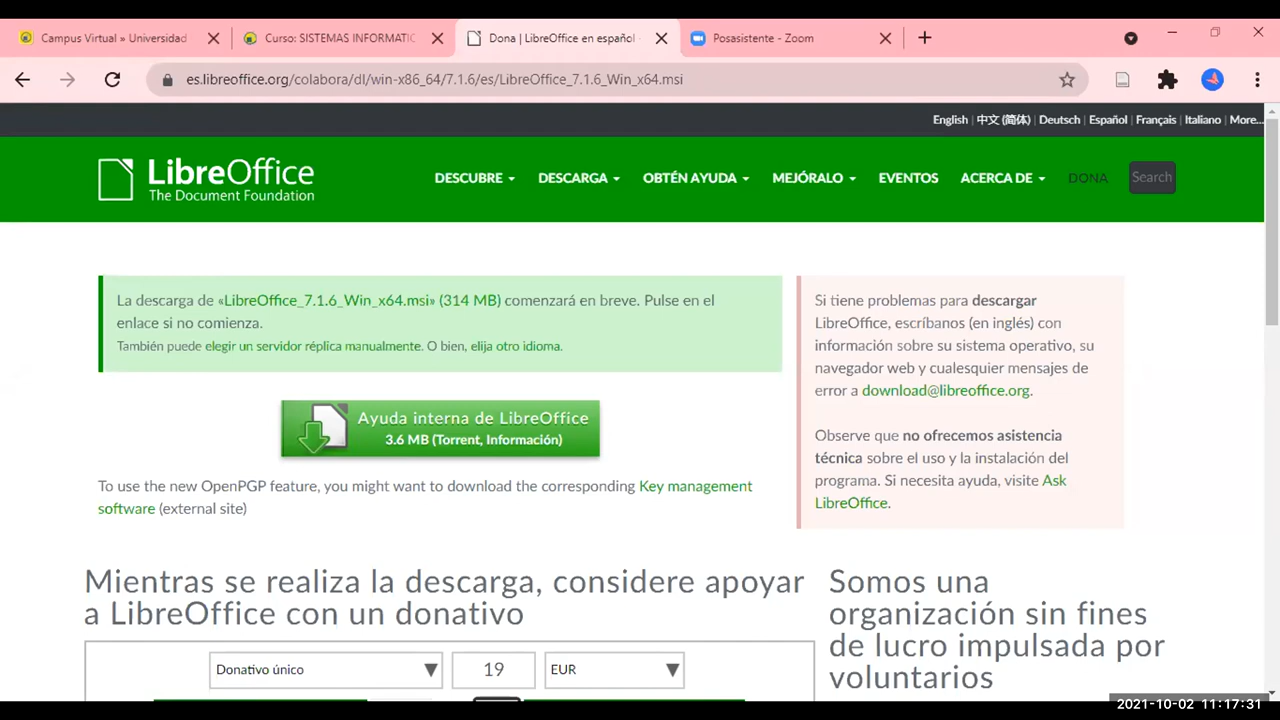 Campus Virtual » Universidad
Curso: SISTEMAS INFORMATIC
Dona | LibreOffice en español
Posasistente - Zoom
es.libreoffice.org/colabora/dl/win-x86_64/7.1.6/es/LibreOffice_7.1.6_Win_x64.msi
English | 中文 (简体) | Deutsch | Español | Français | Italiano | More...
LibreOffice
The Document Foundation
DESCUBRE
DESCARGA
OBTÉN AYUDA
MEJÓRALO
EVENTOS
ACERCA DE
DONA
Search
La descarga de «LibreOffice_7.1.6_Win_x64.msi» (314 MB) comenzará en breve. Pulse en el
enlace si no comienza.
También puede elegir un servidor réplica manualmente. O bien, elija otro idioma.
Ayuda interna de LibreOffice
3.6 MB (Torrent, Información)
To use the new OpenPGP feature, you might want to download the corresponding Key management
software (external site)
Si tiene problemas para descargar
LibreOffice, escríbanos (en inglés) con
información sobre su sistema operativo, su
navegador web y cualesquier mensajes de
error a download@libreoffice.org.
Observe que no ofrecemos asistencia
técnica sobre el uso y la instalación del
programa. Si necesita ayuda, visite Ask
LibreOffice.
Mientras se realiza la descarga, considere apoyar
a LibreOffice con un donativo
Donativo único
19
EUR
Somos una
organización sin fines
de lucro impulsada por
voluntarios
2021-10-02 11:17:31